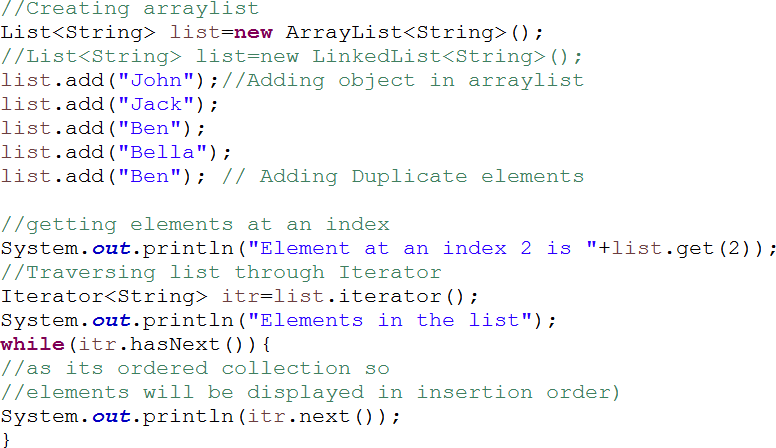 //Creating arraylist
List<String> list=new ArrayList<String>();
//List<String> list=new LinkedList<String>();
list.add("John");//Adding object in arraylist
list.add("Jack");
list.add("Ben");
list.add("Bella");
list.add("Ben"); // Adding Duplicate elements
//getting elements at an index
System.out.println("Element at an index 2 is "+list.get(2));
//Traversing list through Iterator
Iterator<String> itr=list.iterator();
System.out.println("Elements in the list");
while(itr.hasNext()){
//as its ordered collection so
//elements will be displayed in insertion order)
System.out.println(itr.next());
}